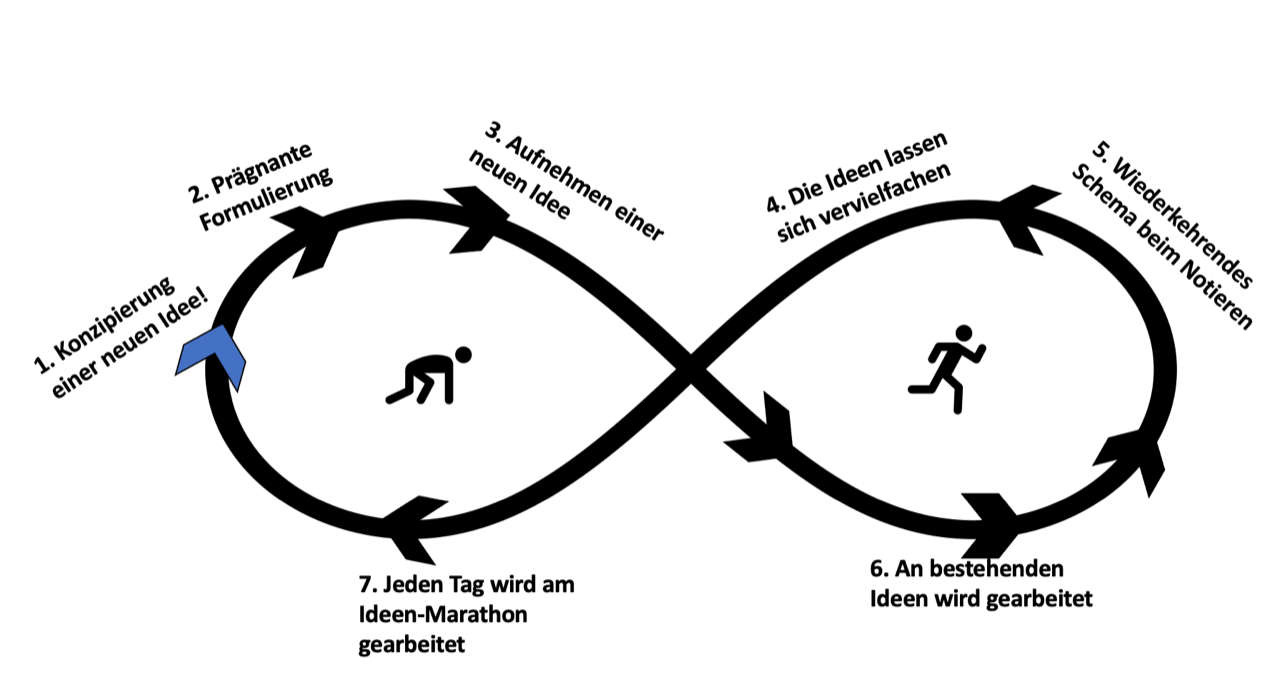 1. Konzipierung
einer neuen Idee!
2. Prägnante
Formulierung
3. Aufnehmen einer
neuen Idee
4. Die Ideen lassen
sich vervielfachen
5. Wiederkehrendes
Schema beim Notieren
6. An bestehenden
Ideen wird gearbeitet
7. Jeden Tag wird am
Ideen-Marathon
gearbeitet